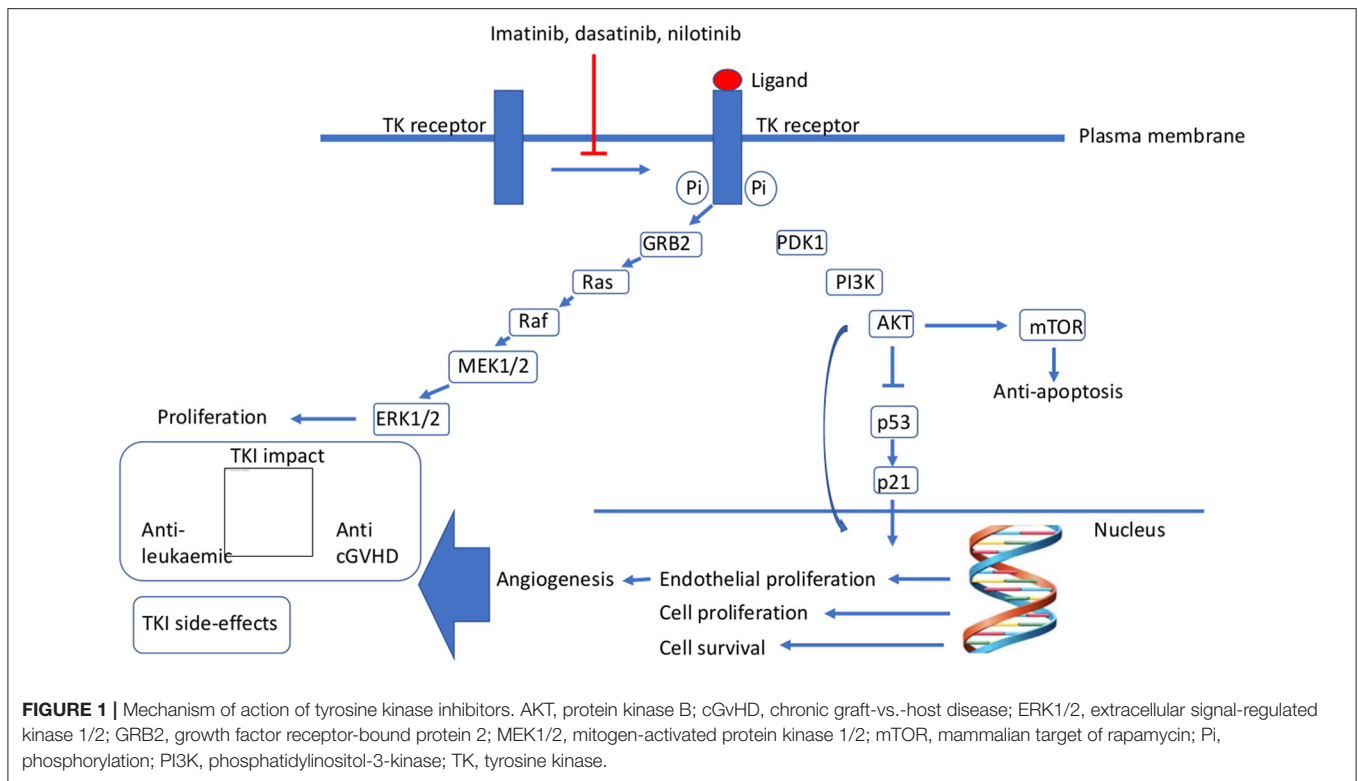 Imatinib, dasatinib, nilotinib
Ligand
TK receptor
TK receptor
Plasma membrane
Pi
Pi
GRB2
PDK1
Ras
PI3K
Raf
AKT
mTOR
MEK1/2
Anti-apoptosis
Proliferation
ERK1/2
p53
TKI impact
p21
Anti-
leukaemic
Anti
cGVHD
Nucleus
Angiogenesis
Endothelial proliferation
Cell proliferation
TKI side-effects
Cell survival
FIGURE 1 | Mechanism of action of tyrosine kinase inhibitors. AKT, protein kinase B; cGvHD, chronic graft-vs.-host disease; ERK1/2, extracellular signal-regulated
kinase 1/2; GRB2, growth factor receptor-bound protein 2; MEK1/2, mitogen-activated protein kinase 1/2; mTOR, mammalian target of rapamycin; Pi,
phosphorylation; PI3K, phosphatidylinositol-3-kinase; TK, tyrosine kinase.